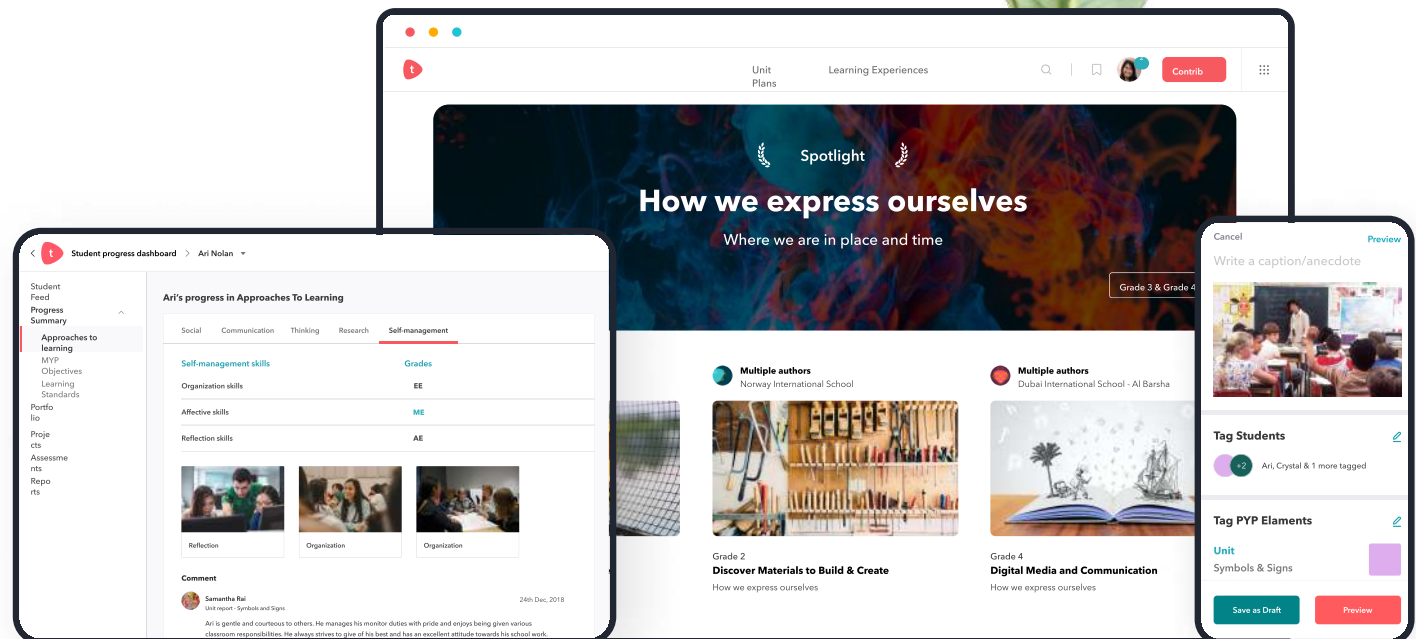 t
Unit
Plans
Learning Experiences
Contrib
Spotlight
How we express ourselves
Where we are in place and time
Grade 3 & Grade 4
Multiple authors
Norway International School
Grade 2
Discover Materials to Build & Create
How we express ourselves
Multiple authors
Dubai International School - Al Barsha
Grade 4
Digital Media and Communication
How we express ourselves
t
Student progress dashboard
Ari Nolan
Student
Feed
Progress
Summary
Approaches to
learning
MYP
Objectives
Learning
Standards
Portfo
lio
Proje
cts
Assessme
nts
Repo
rts
Ari's progress in Approaches To Learning
Social Communication Thinking Research Self-management
Self-management skills Grades
Organization skills EE
Affective skills ME
Reflection skills AE
Reflection
Organization
Organization
Comment
Samantha Rai
24th Dec, 2018
Unit report - Symbols and Signs
Ari is gentle and courteous to others. He manages his monitor duties with pride and enjoys being given various
classroom responsibilities. He always strives to give of his best and has an excellent attitude towards his school work.
Cancel
Preview
Write a caption/anecdote
Tag Students
+2
Ari, Crystal & 1 more tagged
Tag PYP Elaments
Unit
Symbols & Signs
Save as Draft
Preview